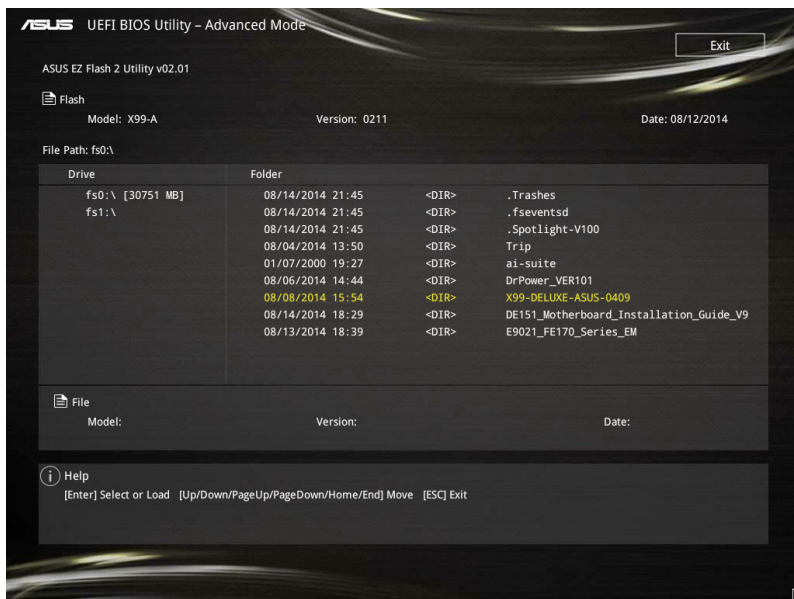 ASUS UEFI BIOS Utility – Advanced Mode
Exit
ASUS EZ Flash 2 Utility v02.01
Flash
Model: X99-A Version: 0211 Date: 08/12/2014
File Path: fs0:\
Drive Folder
fs0:\ [30751 MB] 08/14/2014 21:45 <DIR> .Trashes
fs1:\ 08/14/2014 21:45 <DIR> .fseventsd
08/14/2014 21:45 <DIR> .Spotlight-V100
08/04/2014 13:50 <DIR> Trip
01/07/2000 19:27 <DIR> ai-suite
08/06/2014 14:44 <DIR> DrPower_VER101
08/08/2014 15:54 <DIR> X99-DELUXE-ASUS-0409
08/14/2014 18:29 <DIR> DE151_Motherboard_Installation_Guide_V9
08/13/2014 18:39 <DIR> E9021_FE170_Series_EM
File
Model: Version: Date:
i Help
[Enter] Select or Load [Up/Down/PageUp/PageDown/Home/End] Move [ESC] Exit